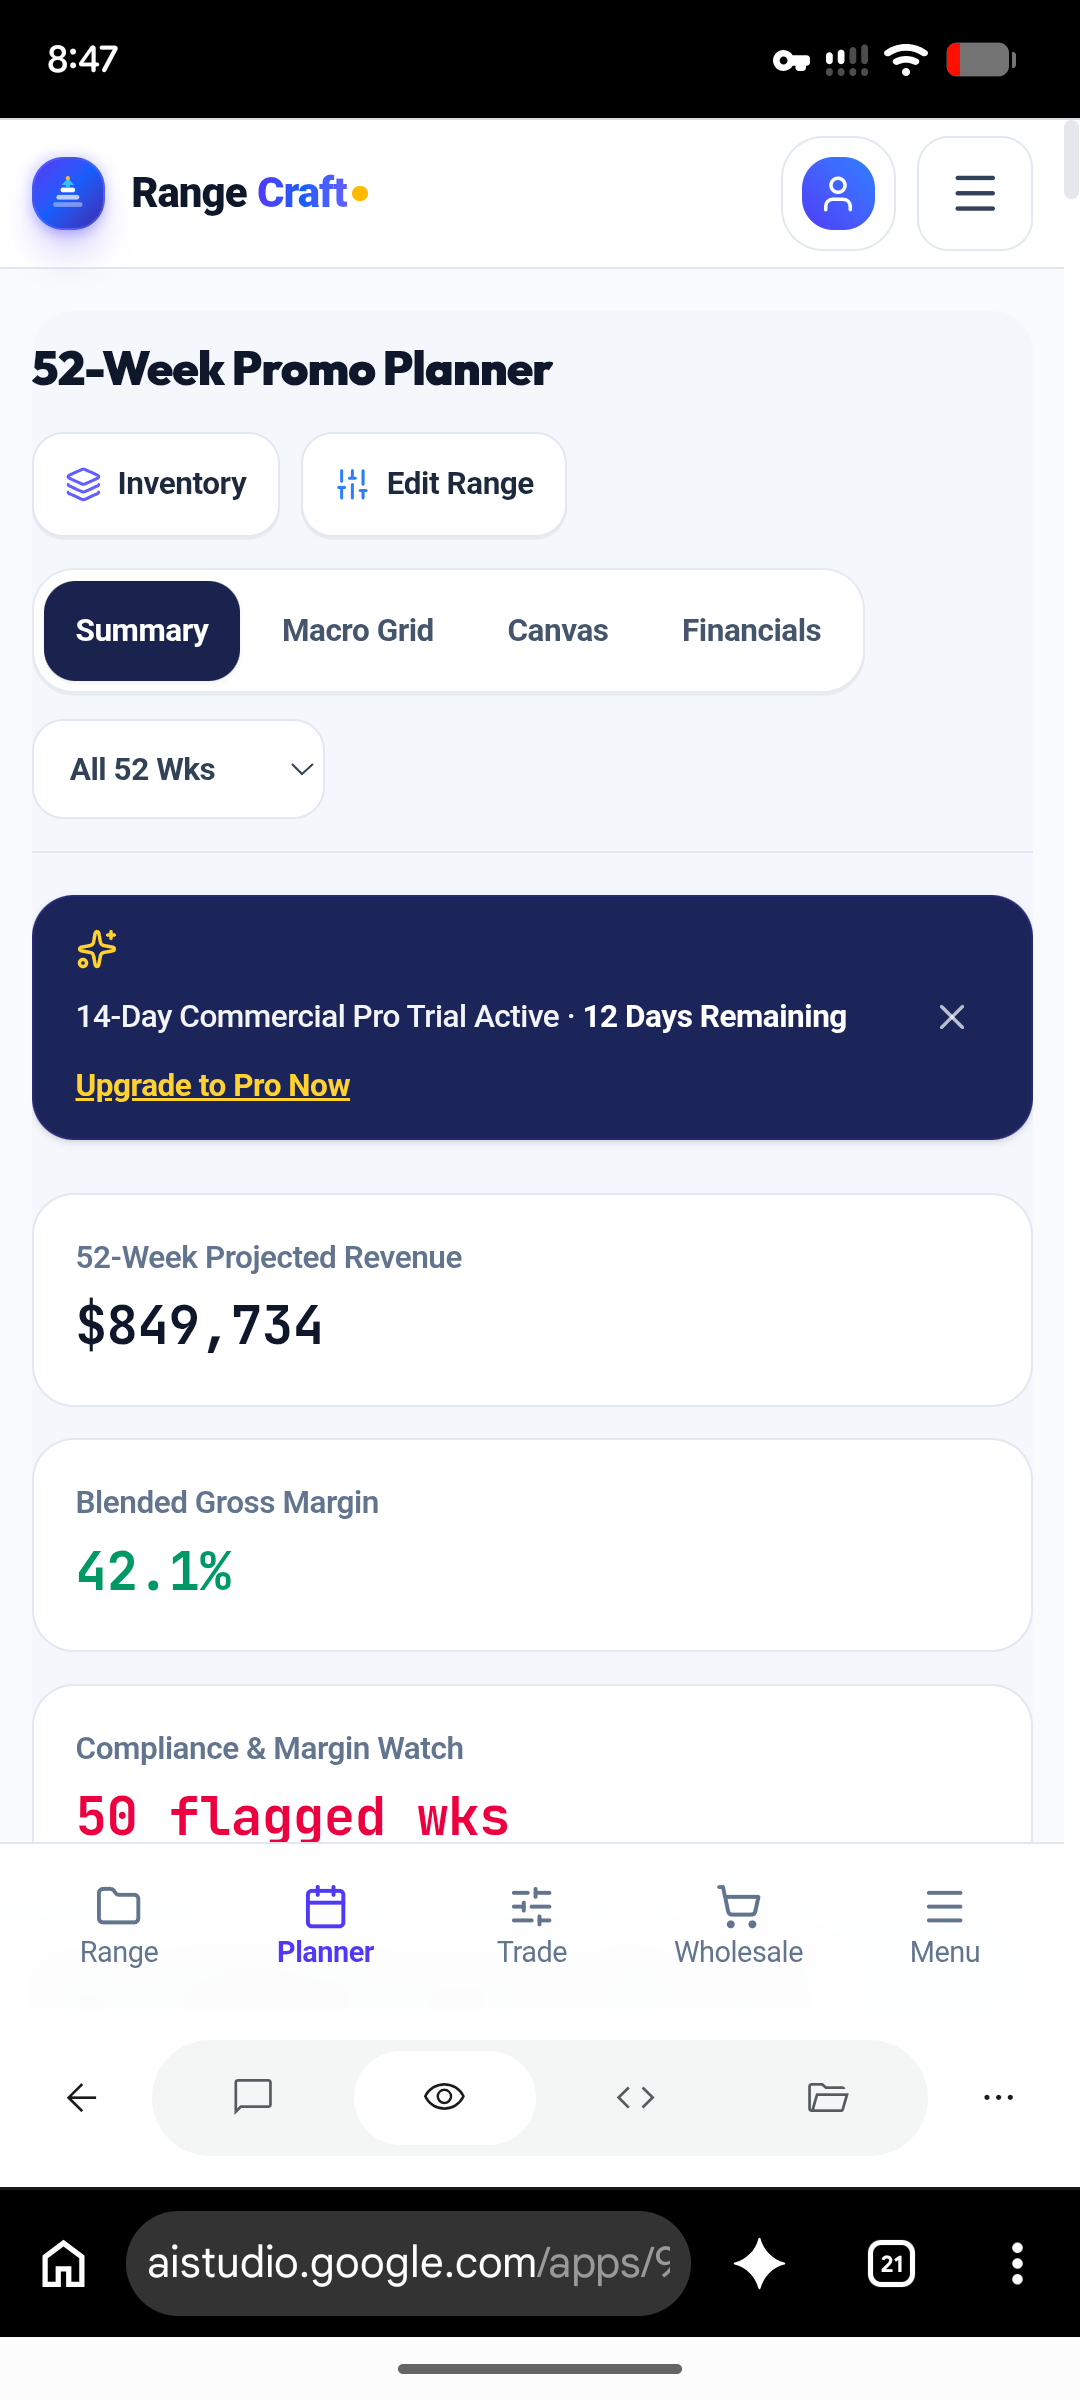 8:47
Range Craft
52-Week Promo Planner
Inventory
Edit Range
Summary
Macro Grid
Canvas
Financials
All 52 Wks
14-Day Commercial Pro Trial Active · 12 Days Remaining
Upgrade to Pro Now
52-Week Projected Revenue
$849,734
Blended Gross Margin
42.1%
Compliance & Margin Watch
50 flagged wks
Range
Planner
Trade
Wholesale
Menu
aistudio.google.com/apps/9
21